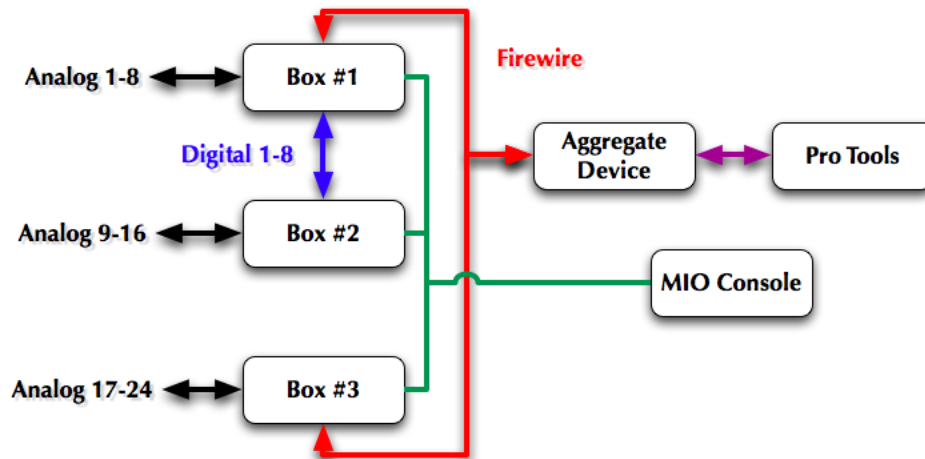 Analog 1-8
Box #1
Firewire
Digital 1-8
Aggregate
Device
Pro Tools
Analog 9-16
Box #2
MIO Console
Analog 17-24
Box #3